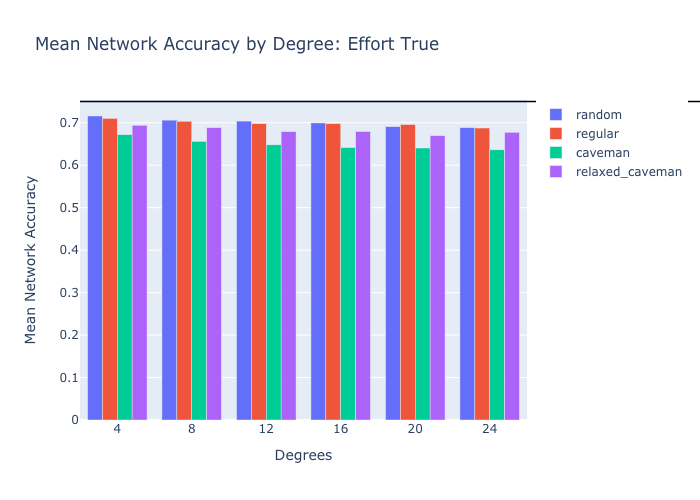 Mean Network Accuracy by Degree: Effort True
random
regular
caveman
relaxed_caveman
Mean Network Accuracy
0.7
0.6
0.5
0.4
0.3
0.2
0.1
0
4 8 12 16 20 24
Degrees